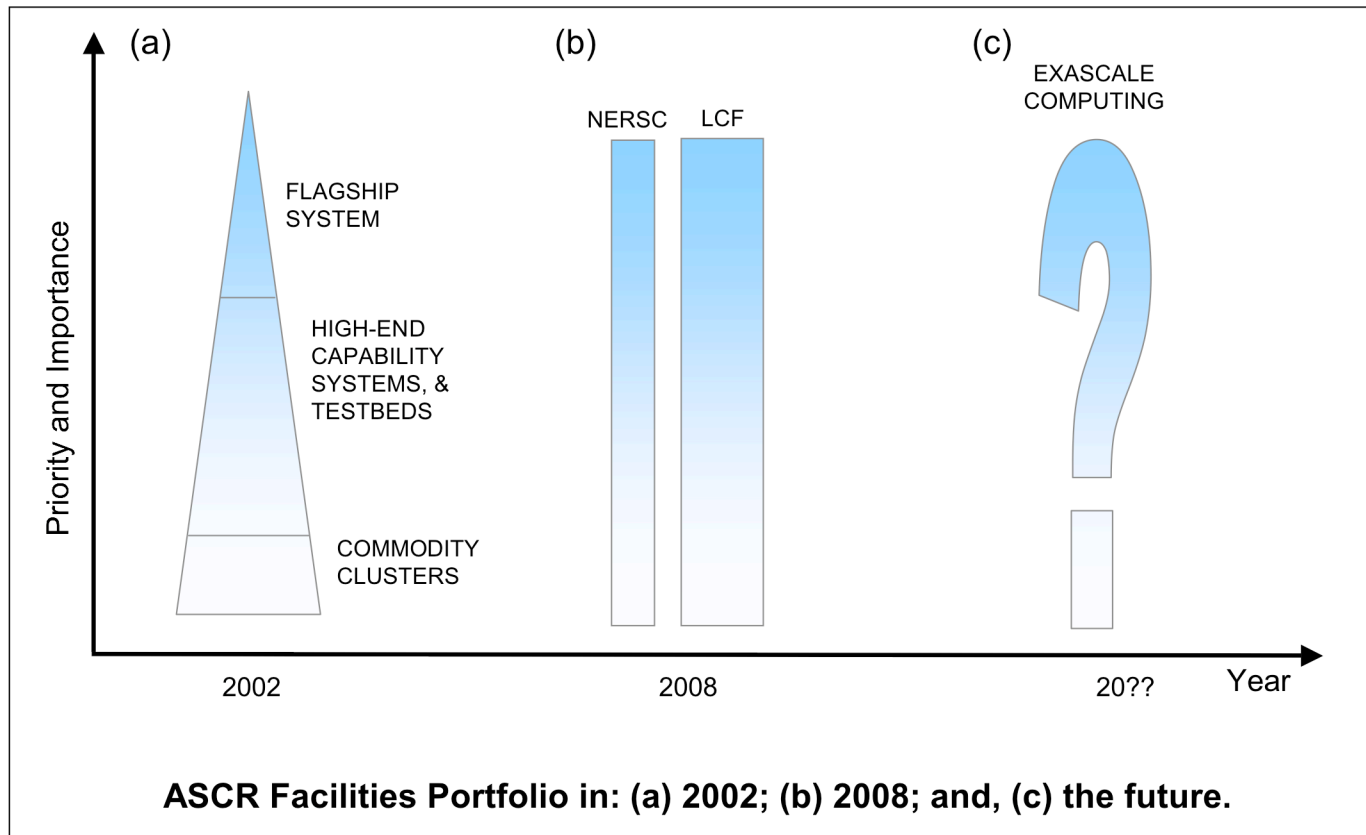 (a)
(b)
(c)
EXASCALE
COMPUTING
NERSC
LCF
FLAGSHIP
SYSTEM
HIGH-END
CAPABILITY
SYSTEMS, &
TESTBEDS
COMMODITY
CLUSTERS
Priority and Importance
2002
2008
20??
Year
ASCR Facilities Portfolio in: (a) 2002; (b) 2008; and, (c) the future.